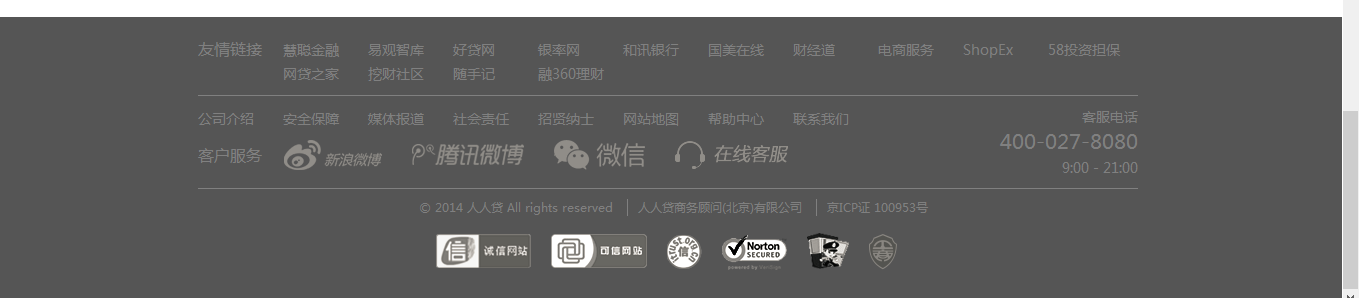 友情链接 慧聪金融 易观智库 好贷网 银率网 和讯银行 国美在线 财经道 电商服务 ShopEx 58投资担保
网贷之家 挖财社区 随手记 融360理财
公司介绍 安全保障 媒体报道 社会责任 招贤纳士 网站地图 帮助中心 联系我们
客服电话
400-027-8080
9:00 - 21:00
客户服务 新浪微博 腾讯微博 微信 在线客服
© 2014 人人贷 All rights reserved 人人贷商务顾问(北京)有限公司 京ICP证 100953号
信 诚信网站 可信网站 itrust.org.cn 信 Norton
SECURED
powered by VeriSign